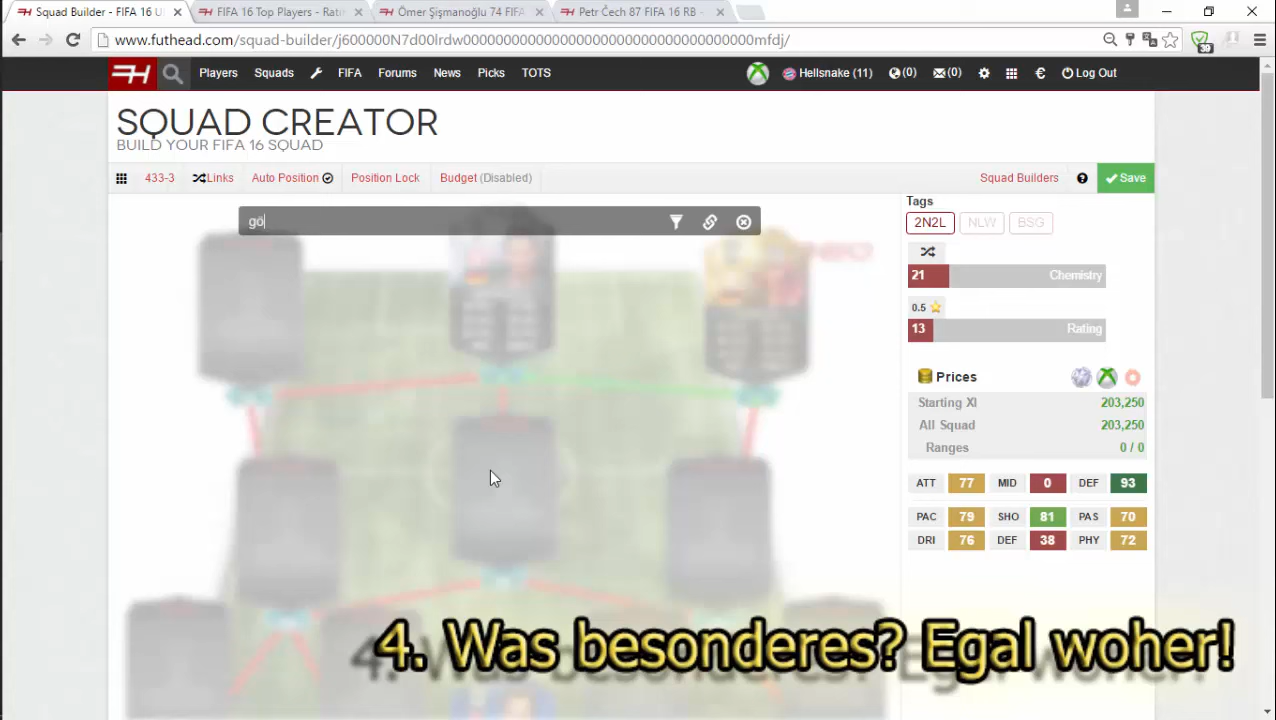 Squad Builder - FIFA 16 U
FIFA 16 Top Players - Rati
Ömer Şişmanoğlu 74 FIFA
Petr Čech 87 FIFA 16 RB -
www.futhead.com/squad-builder/j600000N7d00lrdw0000000000000000000000000000000mfdj/
39
Players Squads FIFA Forums News Picks TOTS
Hellsnake (11) (0) (0) € Log Out
SQUAD CREATOR
BUILD YOUR FIFA 16 SQUAD
433-3 Links Auto Position Position Lock Budget (Disabled)
Squad Builders Save
gö
Tags
2N2L NLW BSG
21 Chemistry
0.5
13 Rating
Prices
Starting XI 203,250
All Squad 203,250
Ranges 0 / 0
ATT 77 MID 0 DEF 93
PAC 79 SHO 81 PAS 70
DRI 76 DEF 38 PHY 72
4. Was besonderes? Egal woher!